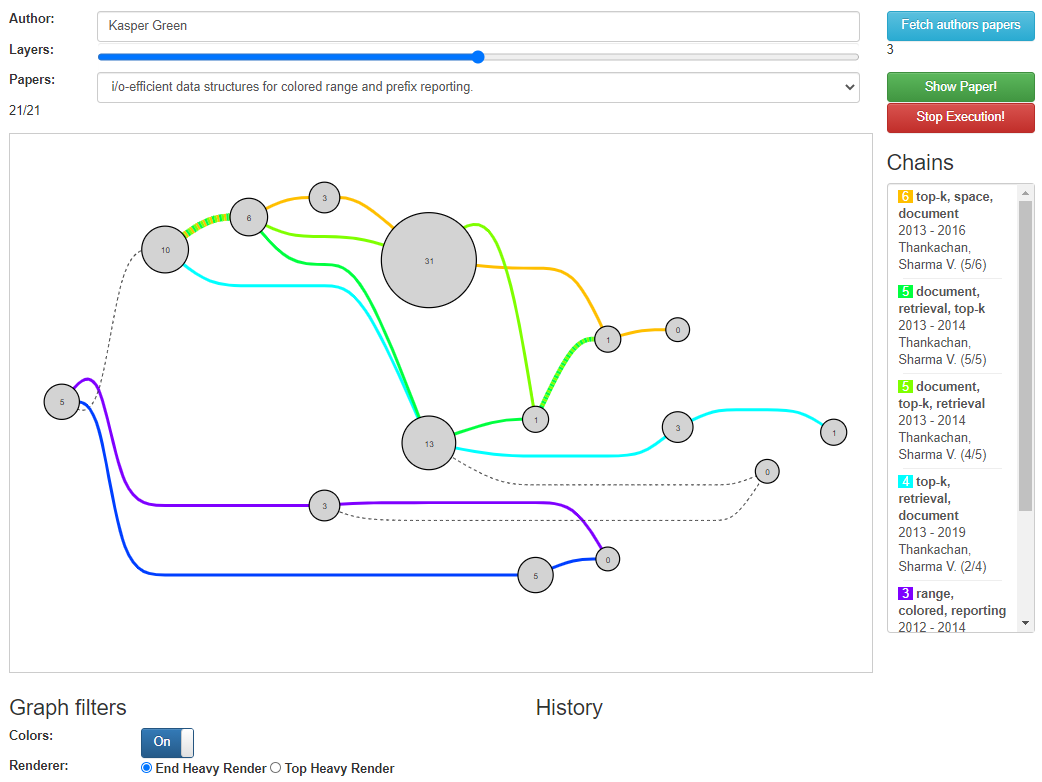 Author:
Kasper Green
Fetch authors papers
Layers:
3
Papers:
i/o-efficient data structures for colored range and prefix reporting.
Show Paper!
21/21
Stop Execution!
Chains
6 top-k, space,
document
2013 - 2016
Thankachan,
Sharma V. (5/6)
5 document,
retrieval, top-k
2013 - 2014
Thankachan,
Sharma V. (5/5)
5 document,
top-k, retrieval
2013 - 2014
Thankachan,
Sharma V. (4/5)
4 top-k,
retrieval,
document
2013 - 2019
Thankachan,
Sharma V. (2/4)
3 range,
colored, reporting
2012 - 2014
3
6
10
31
1
0
5
1
3
1
13
0
3
0
5
Graph filters
History
Colors:
On
Renderer:
End Heavy Render
Top Heavy Render